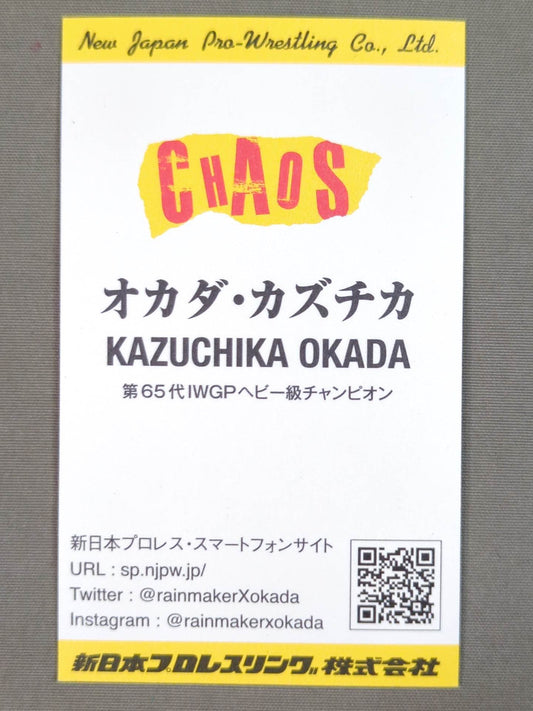 New Japan Pro-Wrestling Co., Ltd.
CHAOS
オカダ・カズチカ
KAZUCHIKA OKADA
第65代IWGPヘビー級チャンピオン
新日本プロレス・スマートフォンサイト
URL : sp.njpw.jp/
Twitter : @rainmakerXokada
Instagram : @rainmakerxokada
新日本プロレスリング株式会社